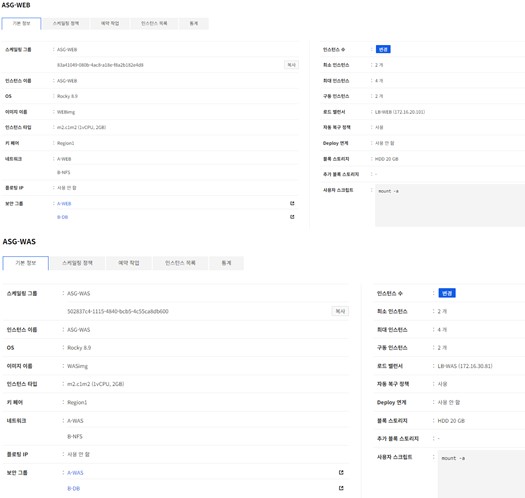 ASG-WEB
기본 정보 스케일링 정책 예약 작업 인스턴스 목록 통계
스케일링 그룹 : ASG-WEB
복사
인스턴스 이름 : ASG-WEB
OS : Rocky 8.9
이미지 이름 : WEBimg
인스턴스 타입 : m2.c1m2 (1vCPU, 2GB)
키 페어 : Region1
네트워크 : A-WEB
B-NFS
플로팅 IP : 사용 안 함
보안 그룹 : A-WEB
B-DB
인스턴스 수 : 변경
최소 인스턴스 : 2 개
최대 인스턴스 : 4 개
구동 인스턴스 : 2 개
로드 밸런서 : LB-WEB (172.16.20.101)
자동 복구 정책 : 사용
Deploy 연계 : 사용 안 함
블록 스토리지 : HDD 20 GB
추가 블록 스토리지 : -
사용자 스크립트 : mount -a
ASG-WAS
기본 정보 스케일링 정책 예약 작업 인스턴스 목록 통계
스케일링 그룹 : ASG-WAS
복사
인스턴스 이름 : ASG-WAS
OS : Rocky 8.9
이미지 이름 : WASimg
인스턴스 타입 : m2.c1m2 (1vCPU, 2GB)
키 페어 : Region1
네트워크 : A-WAS
B-NFS
플로팅 IP : 사용 안 함
보안 그룹 : A-WAS
B-DB
인스턴스 수 : 변경
최소 인스턴스 : 2 개
최대 인스턴스 : 4 개
구동 인스턴스 : 2 개
로드 밸런서 : LB-WAS (172.16.30.81)
자동 복구 정책 : 사용
Deploy 연계 : 사용 안 함
블록 스토리지 : HDD 20 GB
추가 블록 스토리지 : -
사용자 스크립트 : mount -a